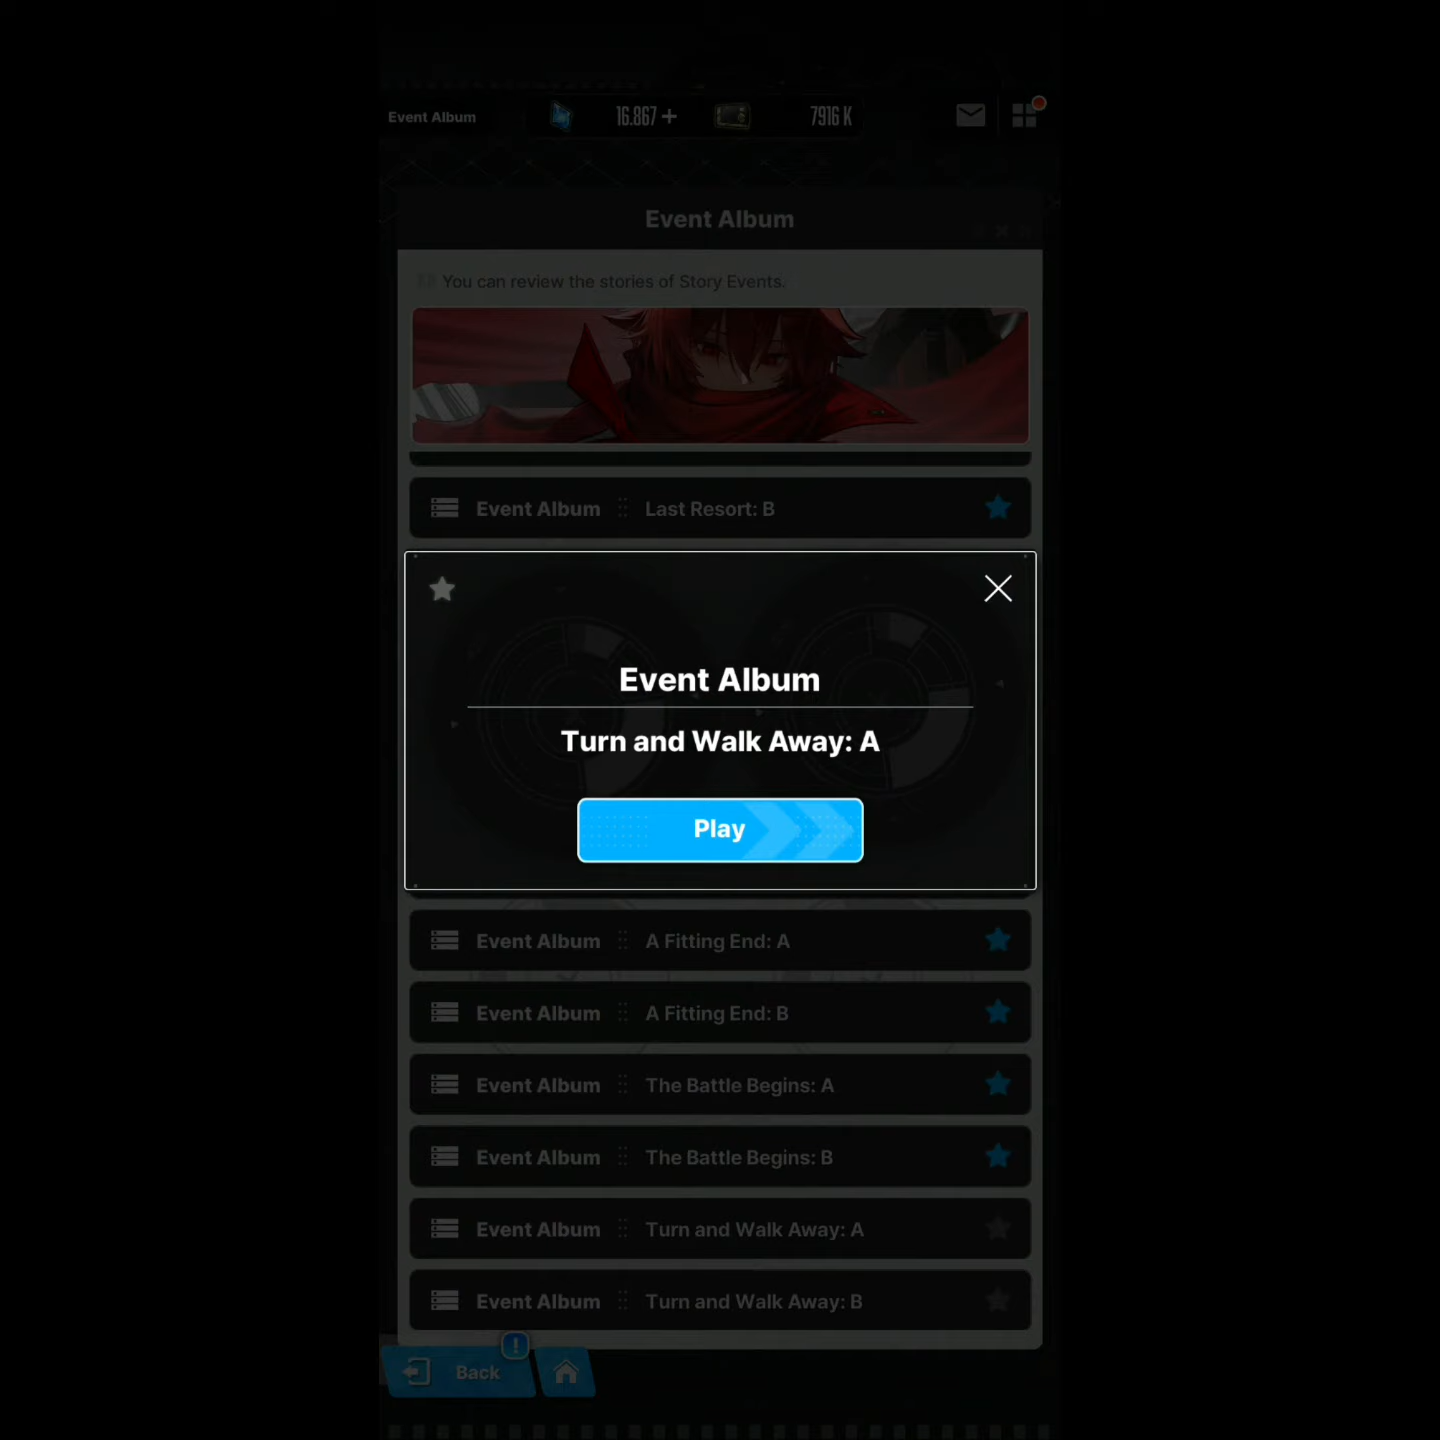 Event Album
16.867 +
7916 K
Event Album
You can review the stories of Story Events.
Event Album Last Resort: B
Event Album
Turn and Walk Away: A
Play
Event Album A Fitting End: A
Event Album A Fitting End: B
Event Album The Battle Begins: A
Event Album The Battle Begins: B
Event Album Turn and Walk Away: A
Event Album Turn and Walk Away: B
!
Back